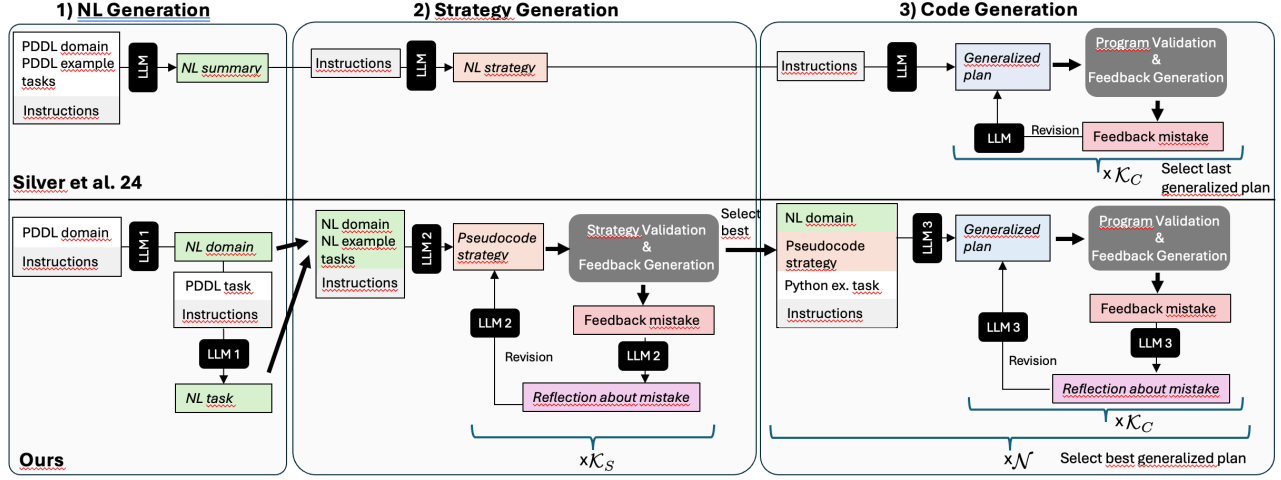 1) NL Generation
2) Strategy Generation
3) Code Generation
PDDL domain
PDDL example
tasks
Instructions
LLM
NL summary
Instructions
LLM
NL strategy
Instructions
LLM
Generalized
plan
Program Validation
&
Feedback Generation
LLM
Revision
Feedback mistake
x K_C
Select last
generalized plan
Silver et al. 24
PDDL domain
Instructions
LLM 1
NL domain
PDDL task
Instructions
LLM 1
NL task
NL domain
NL example
tasks
Instructions
LLM 2
Pseudocode
strategy
Strategy Validation
&
Feedback Generation
Feedback mistake
LLM 2
LLM 2
Revision
Reflection about mistake
xK_S
Select
best
NL domain
Pseudocode
strategy
Python ex. task
Instructions
LLM 3
Generalized
plan
Program Validation
&
Feedback Generation
Feedback mistake
LLM 3
LLM 3
Revision
Reflection about mistake
xK_C
xN
Select best generalized plan
Ours